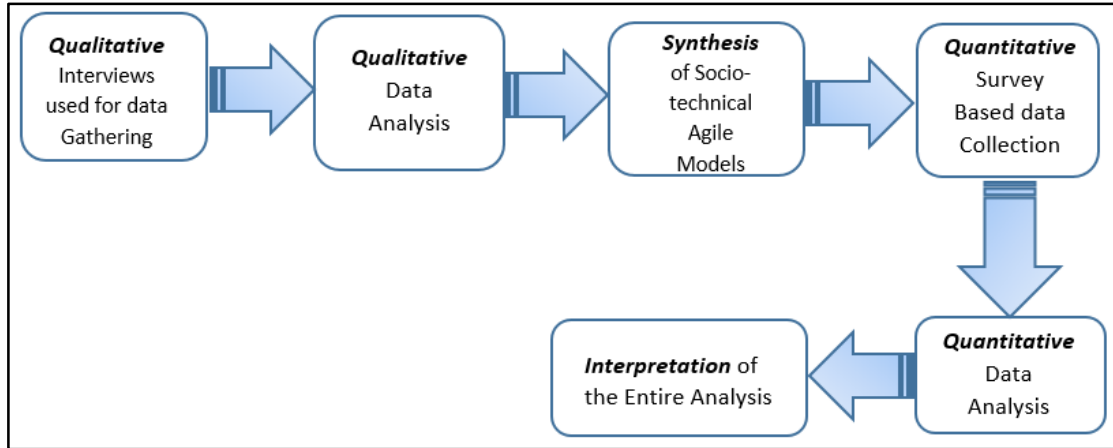 Qualitative
Interviews
used for data
Gathering
Qualitative
Data
Analysis
Synthesis
of Socio-
technical
Agile
Models
Quantitative
Survey
Based data
Collection
Quantitative
Data
Analysis
Interpretation of
the Entire Analysis